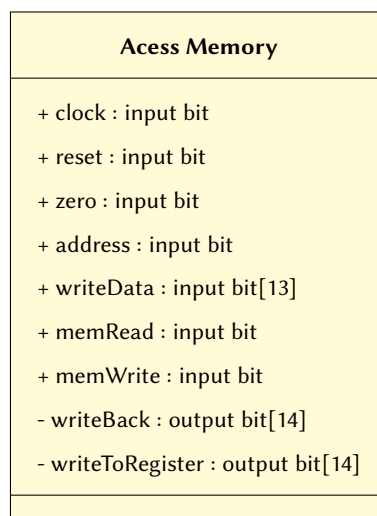 Acess Memory
+ clock : input bit
+ reset : input bit
+ zero : input bit
+ address : input bit
+ writeData : input bit[13]
+ memRead : input bit
+ memWrite : input bit
- writeBack : output bit[14]
- writeToRegister : output bit[14]